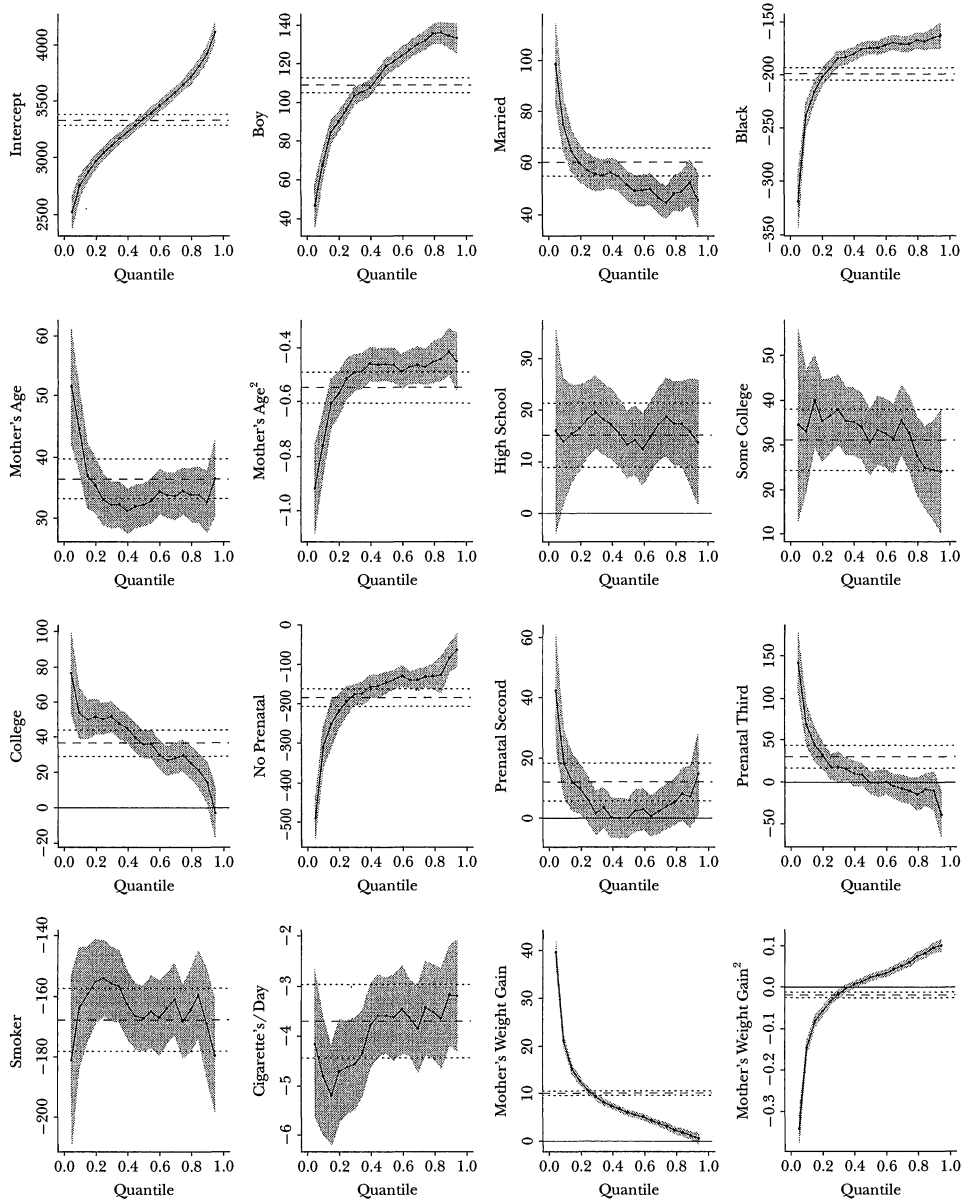 Intercept
2500 3000 3500 4000
0.0 0.2 0.4 0.6 0.8 1.0
Quantile
Boy
40 60 80 100 120 140
0.0 0.2 0.4 0.6 0.8 1.0
Quantile
Married
40 60 80 100
0.0 0.2 0.4 0.6 0.8 1.0
Quantile
Black
−350 −300 −250 −200 −150
0.0 0.2 0.4 0.6 0.8 1.0
Quantile
Mother's Age
30 40 50 60
0.0 0.2 0.4 0.6 0.8 1.0
Quantile
Mother's Age²
−1.0 −0.8 −0.6 −0.4
0.0 0.2 0.4 0.6 0.8 1.0
Quantile
High School
0 10 20 30
0.0 0.2 0.4 0.6 0.8 1.0
Quantile
Some College
10 20 30 40 50
0.0 0.2 0.4 0.6 0.8 1.0
Quantile
College
−20 0 20 40 60 80 100
0.0 0.2 0.4 0.6 0.8 1.0
Quantile
No Prenatal
−500 −400 −300 −200 −100 0
0.0 0.2 0.4 0.6 0.8 1.0
Quantile
Prenatal Second
0 20 40 60
0.0 0.2 0.4 0.6 0.8 1.0
Quantile
Prenatal Third
−50 0 50 100 150
0.0 0.2 0.4 0.6 0.8 1.0
Quantile
Smoker
−200 −180 −160 −140
0.0 0.2 0.4 0.6 0.8 1.0
Quantile
Cigarette's/Day
−6 −5 −4 −3 −2
0.0 0.2 0.4 0.6 0.8 1.0
Quantile
Mother's Weight Gain
0 10 20 30 40
0.0 0.2 0.4 0.6 0.8 1.0
Quantile
Mother's Weight Gain²
−0.3 −0.2 −0.1 0.0 0.1
0.0 0.2 0.4 0.6 0.8 1.0
Quantile